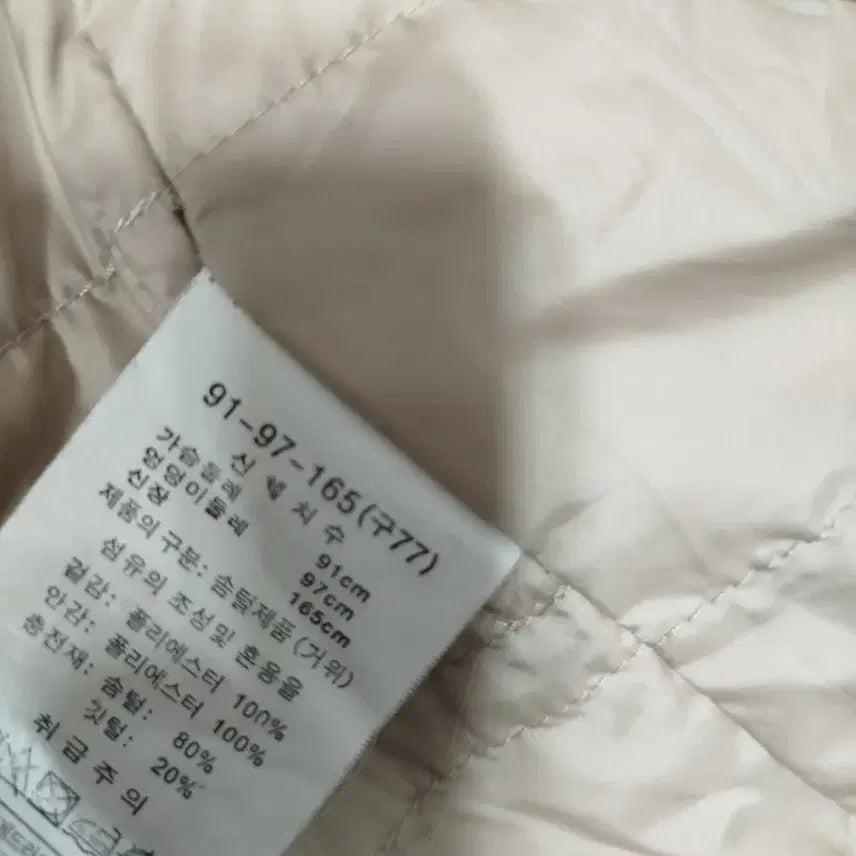 91-97-165(구77)
신 체 치 수
가슴둘레 91cm
엉덩이둘레 97cm
신장 165cm
제품의구분: 솜털제품 (거위)
섬유의 조성및 혼용율
겉감: 폴리에스터 100%
안감: 폴리에스터 100%
충전재: 솜털: 80%
깃털: 20%
취급주의